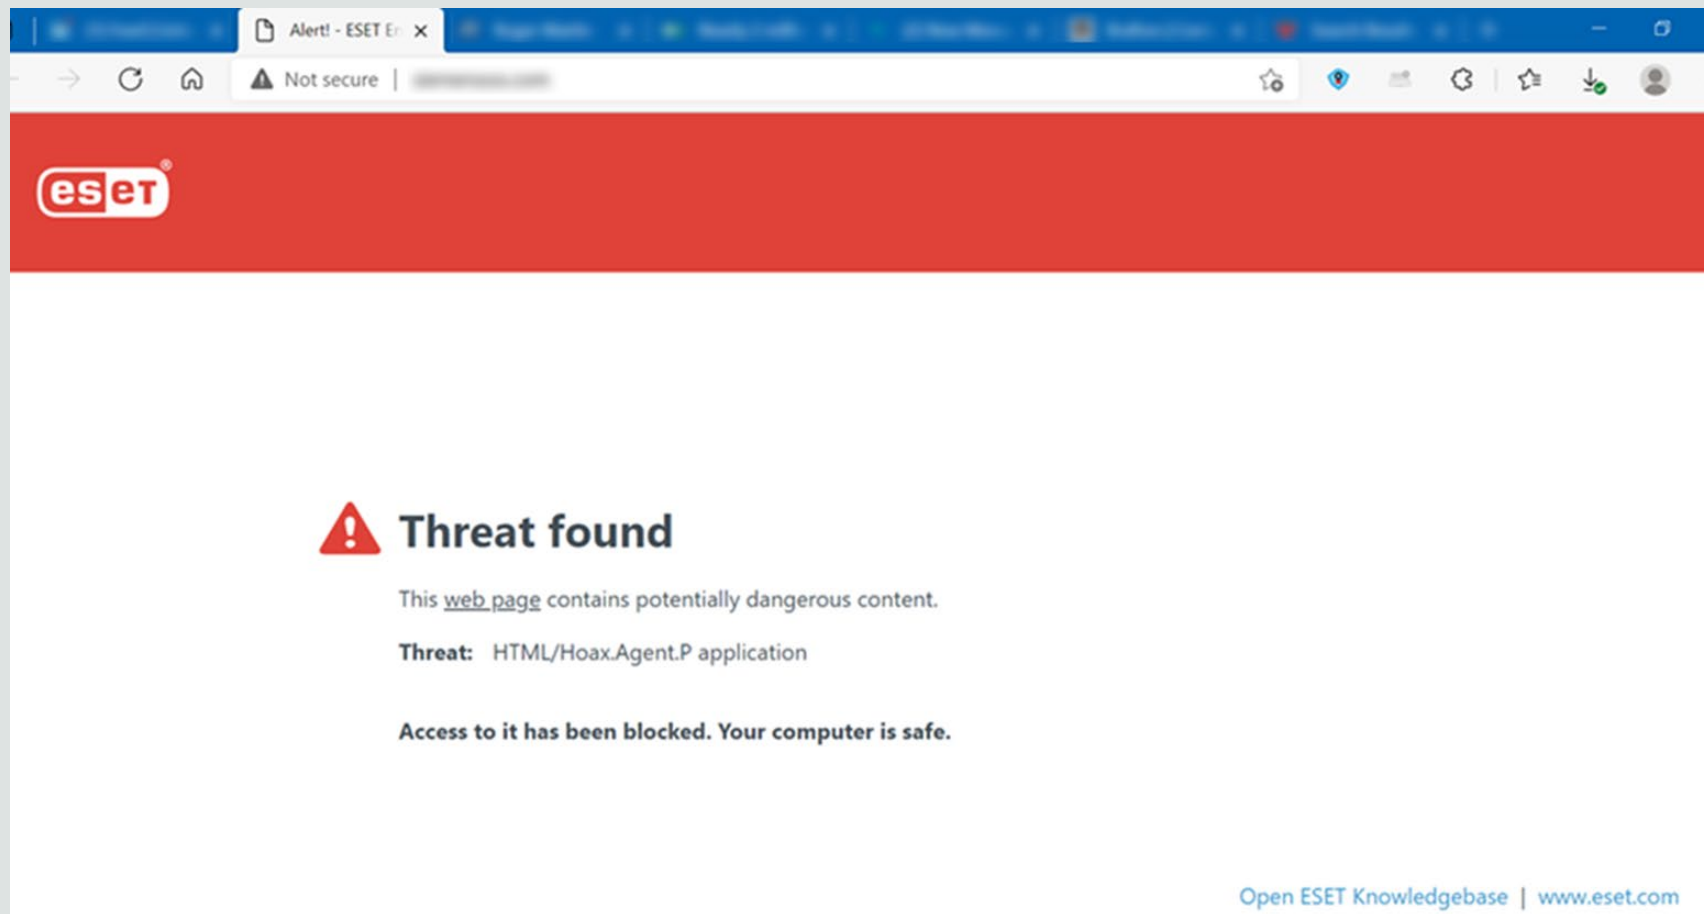 Alert! - ESET En
Not secure
eset®
Threat found
This web page contains potentially dangerous content.
Threat: HTML/Hoax.Agent.P application
Access to it has been blocked. Your computer is safe.
Open ESET Knowledgebase | www.eset.com